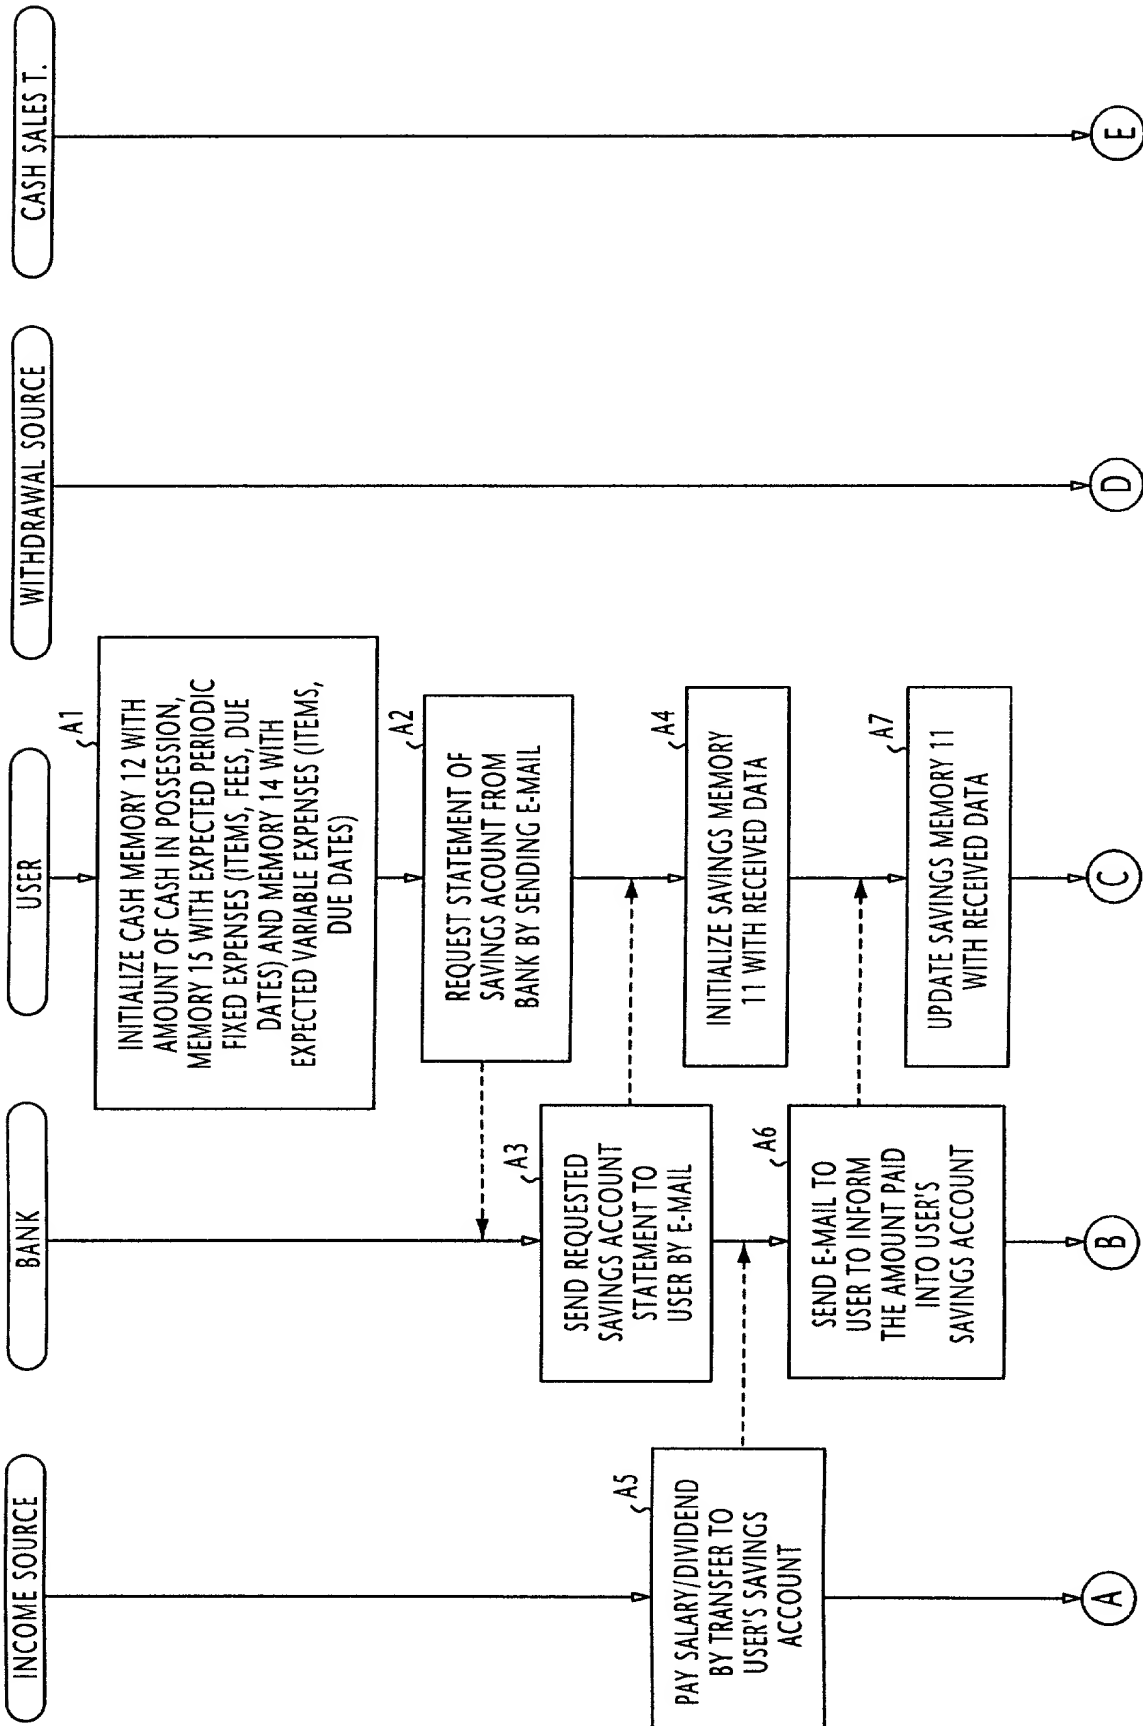 INCOME SOURCE
BANK
USER
WITHDRAWAL SOURCE
CASH SALES T.
A1
INITIALIZE CASH MEMORY 12 WITH
AMOUNT OF CASH IN POSSESSION,
MEMORY 15 WITH EXPECTED PERIODIC
FIXED EXPENSES (ITEMS, FEES, DUE
DATES) AND MEMORY 14 WITH
EXPECTED VARIABLE EXPENSES (ITEMS,
DUE DATES)
A2
REQUEST STATEMENT OF
SAVINGS ACOUNT FROM
BANK BY SENDING E-MAIL
A3
SEND REQUESTED
SAVINGS ACCOUNT
STATEMENT TO
USER BY E-MAIL
A4
INITIALIZE SAVINGS MEMORY
11 WITH RECEIVED DATA
A5
PAY SALARY/DIVIDEND
BY TRANSFER TO
USER'S SAVINGS
ACCOUNT
A6
SEND E-MAIL TO
USER TO INFORM
THE AMOUNT PAID
INTO USER'S
SAVINGS ACCOUNT
A7
UPDATE SAVINGS MEMORY 11
WITH RECEIVED DATA
A
B
C
D
E